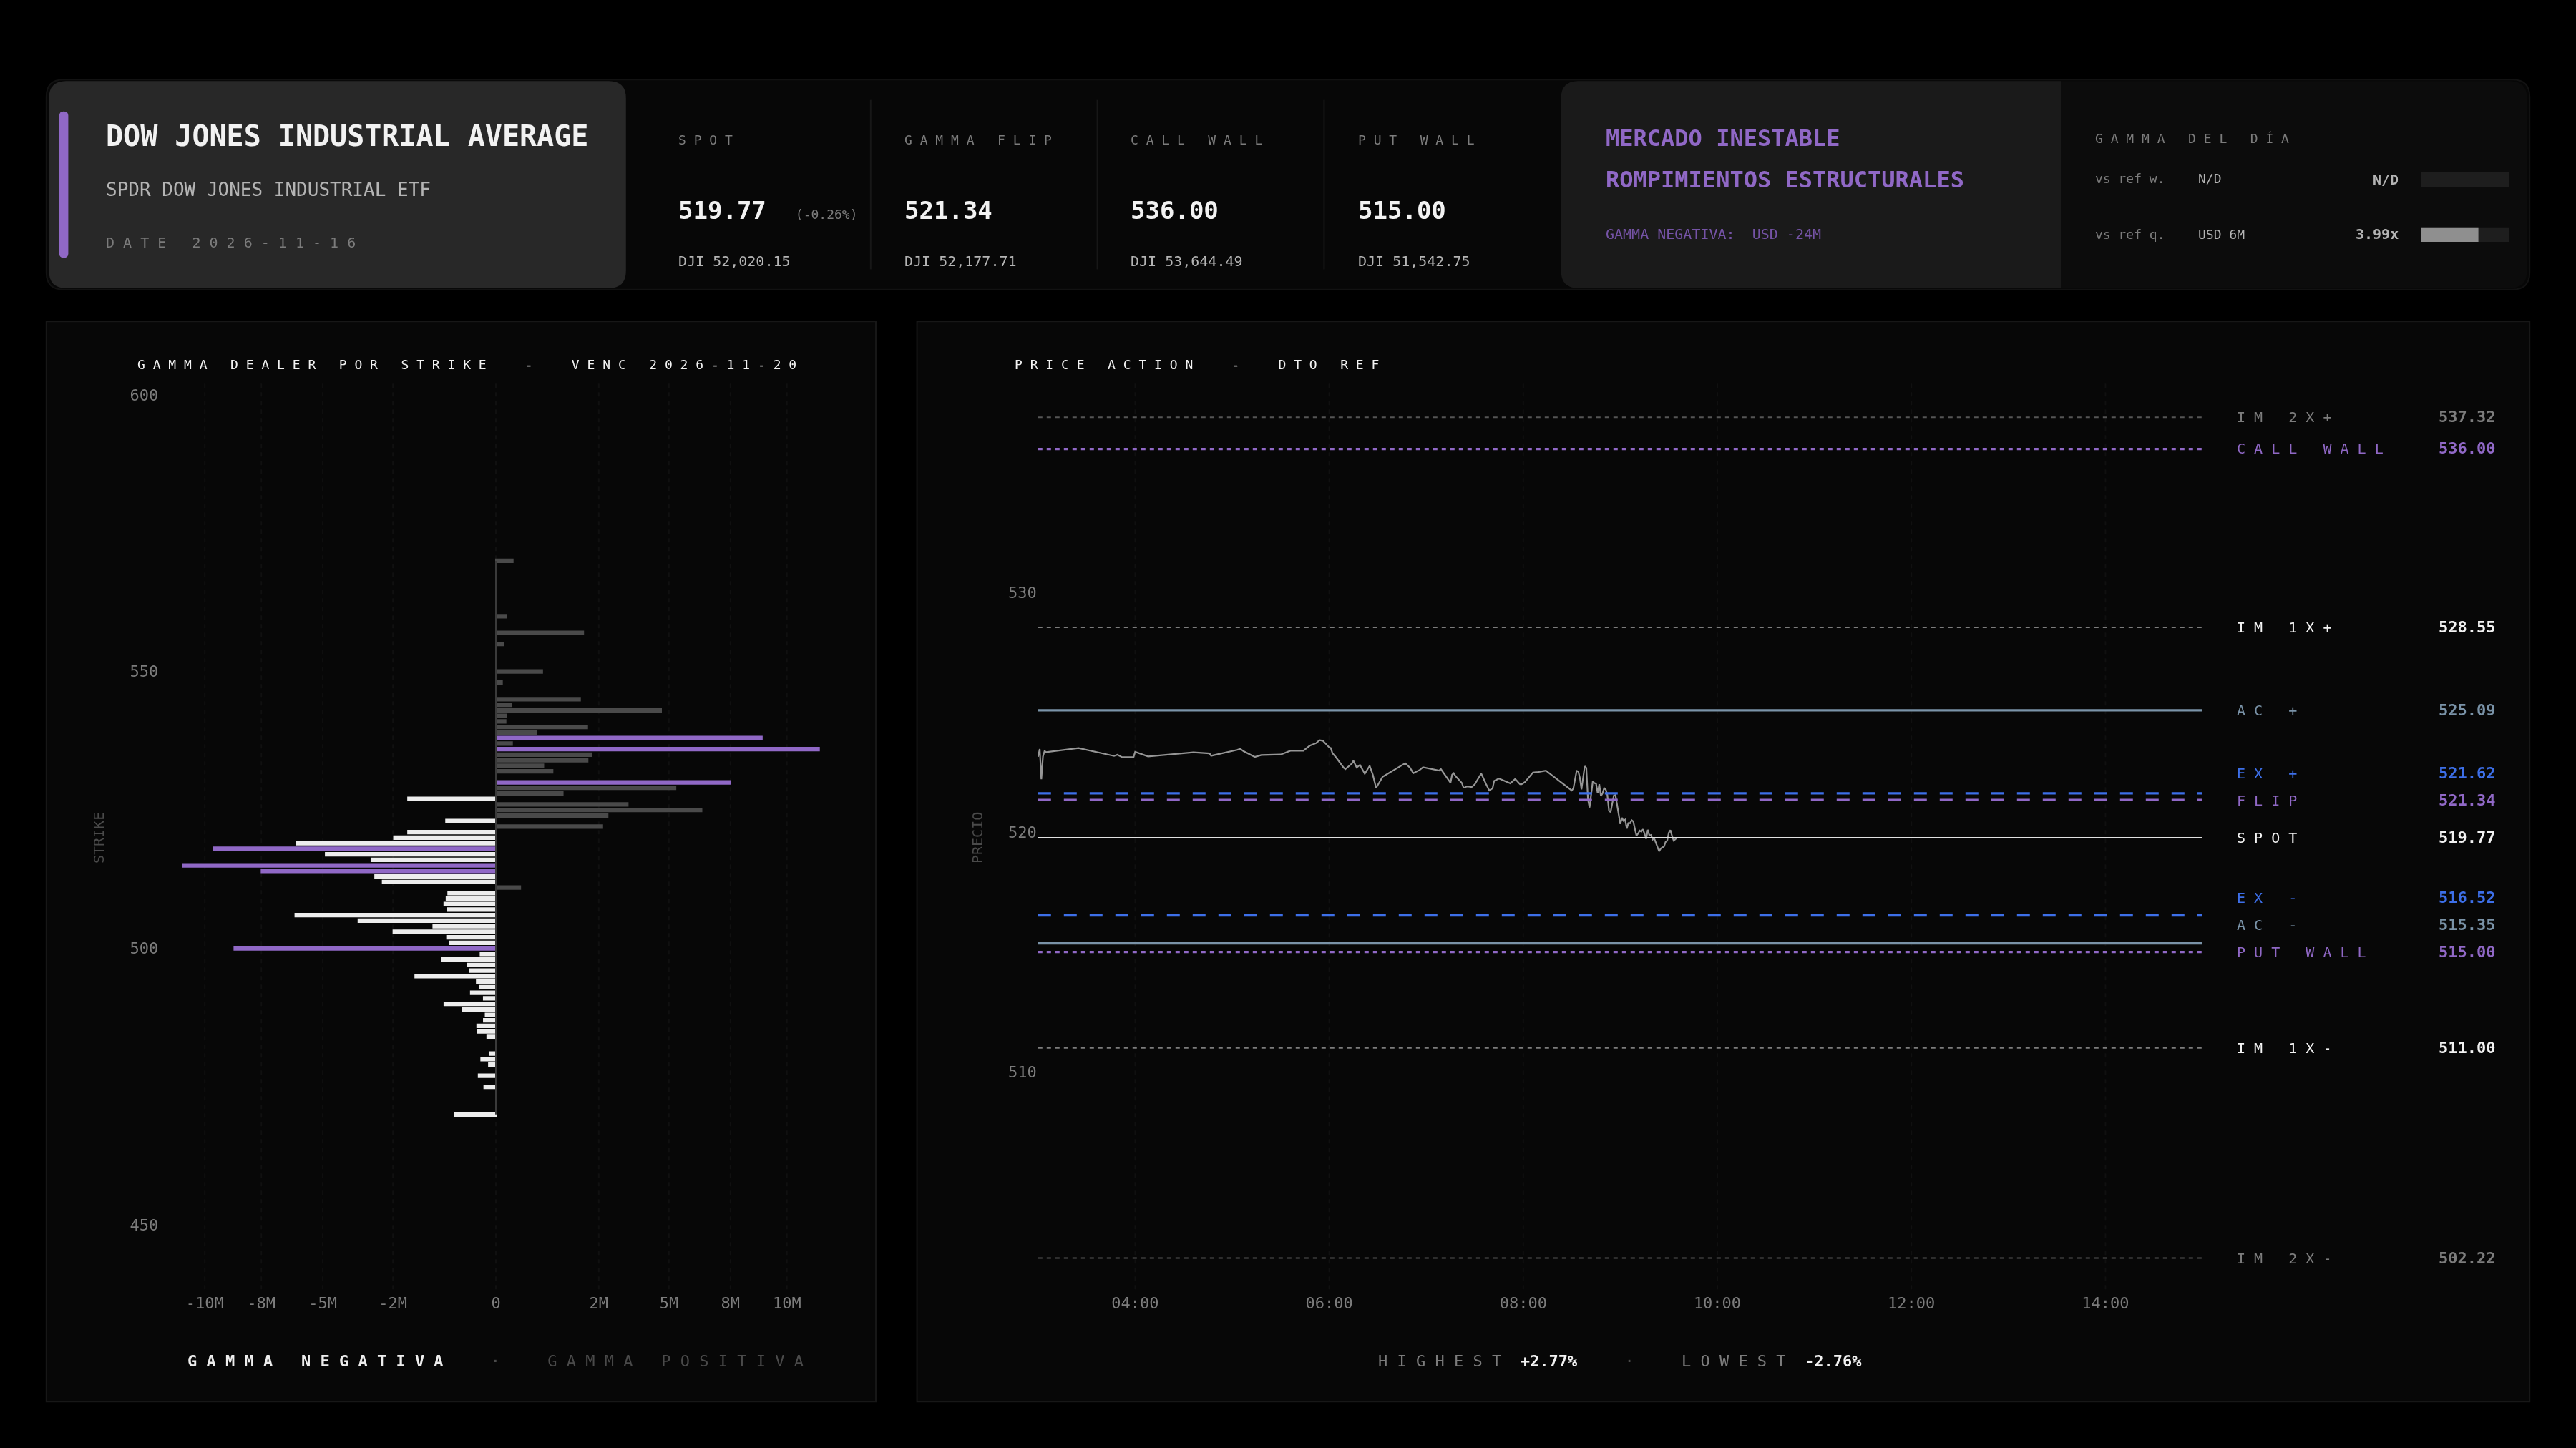 DOW JONES INDUSTRIAL AVERAGE
SPDR DOW JONES INDUSTRIAL ETF
DATE 2026-11-16
SPOT
519.77 (-0.26%)
DJI 52,020.15
GAMMA FLIP
521.34
DJI 52,177.71
CALL WALL
536.00
DJI 53,644.49
PUT WALL
515.00
DJI 51,542.75
MERCADO INESTABLE
ROMPIMIENTOS ESTRUCTURALES
GAMMA NEGATIVA: USD -24M
GAMMA DEL DÍA
vs ref w. N/D N/D
vs ref q. USD 6M 3.99x
GAMMA DEALER POR STRIKE - VENC 2026-11-20
600
550
500
450
STRIKE
-10M -8M -5M -2M 0 2M 5M 8M 10M
GAMMA NEGATIVA · GAMMA POSITIVA
PRICE ACTION - DTO REF
530
520
510
PRECIO
IM 2X+ 537.32
CALL WALL 536.00
IM 1X+ 528.55
AC + 525.09
EX + 521.62
FLIP 521.34
SPOT 519.77
EX - 516.52
AC - 515.35
PUT WALL 515.00
IM 1X- 511.00
IM 2X- 502.22
04:00 06:00 08:00 10:00 12:00 14:00
HIGHEST +2.77% · LOWEST -2.76%